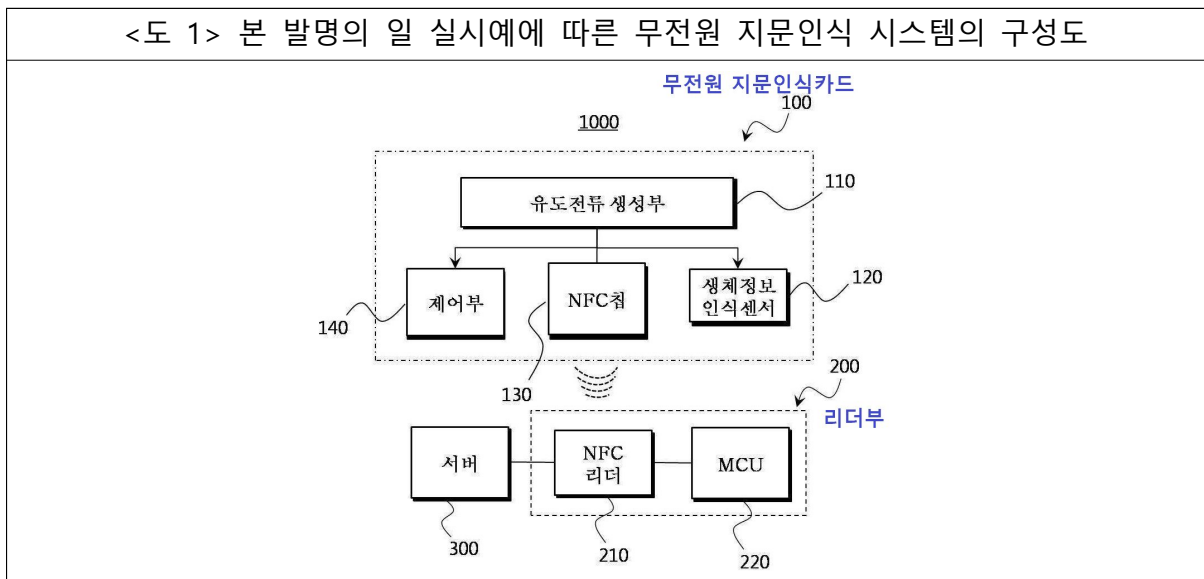 <도 1> 본 발명의 일 실시예에 따른 무전원 지문인식 시스템의 구성도
무전원 지문인식카드
1000
100
유도전류 생성부
110
제어부
NFC칩
생체정보
인식센서
120
140
130
200
리더부
서버
NFC
리더
MCU
300
210
220